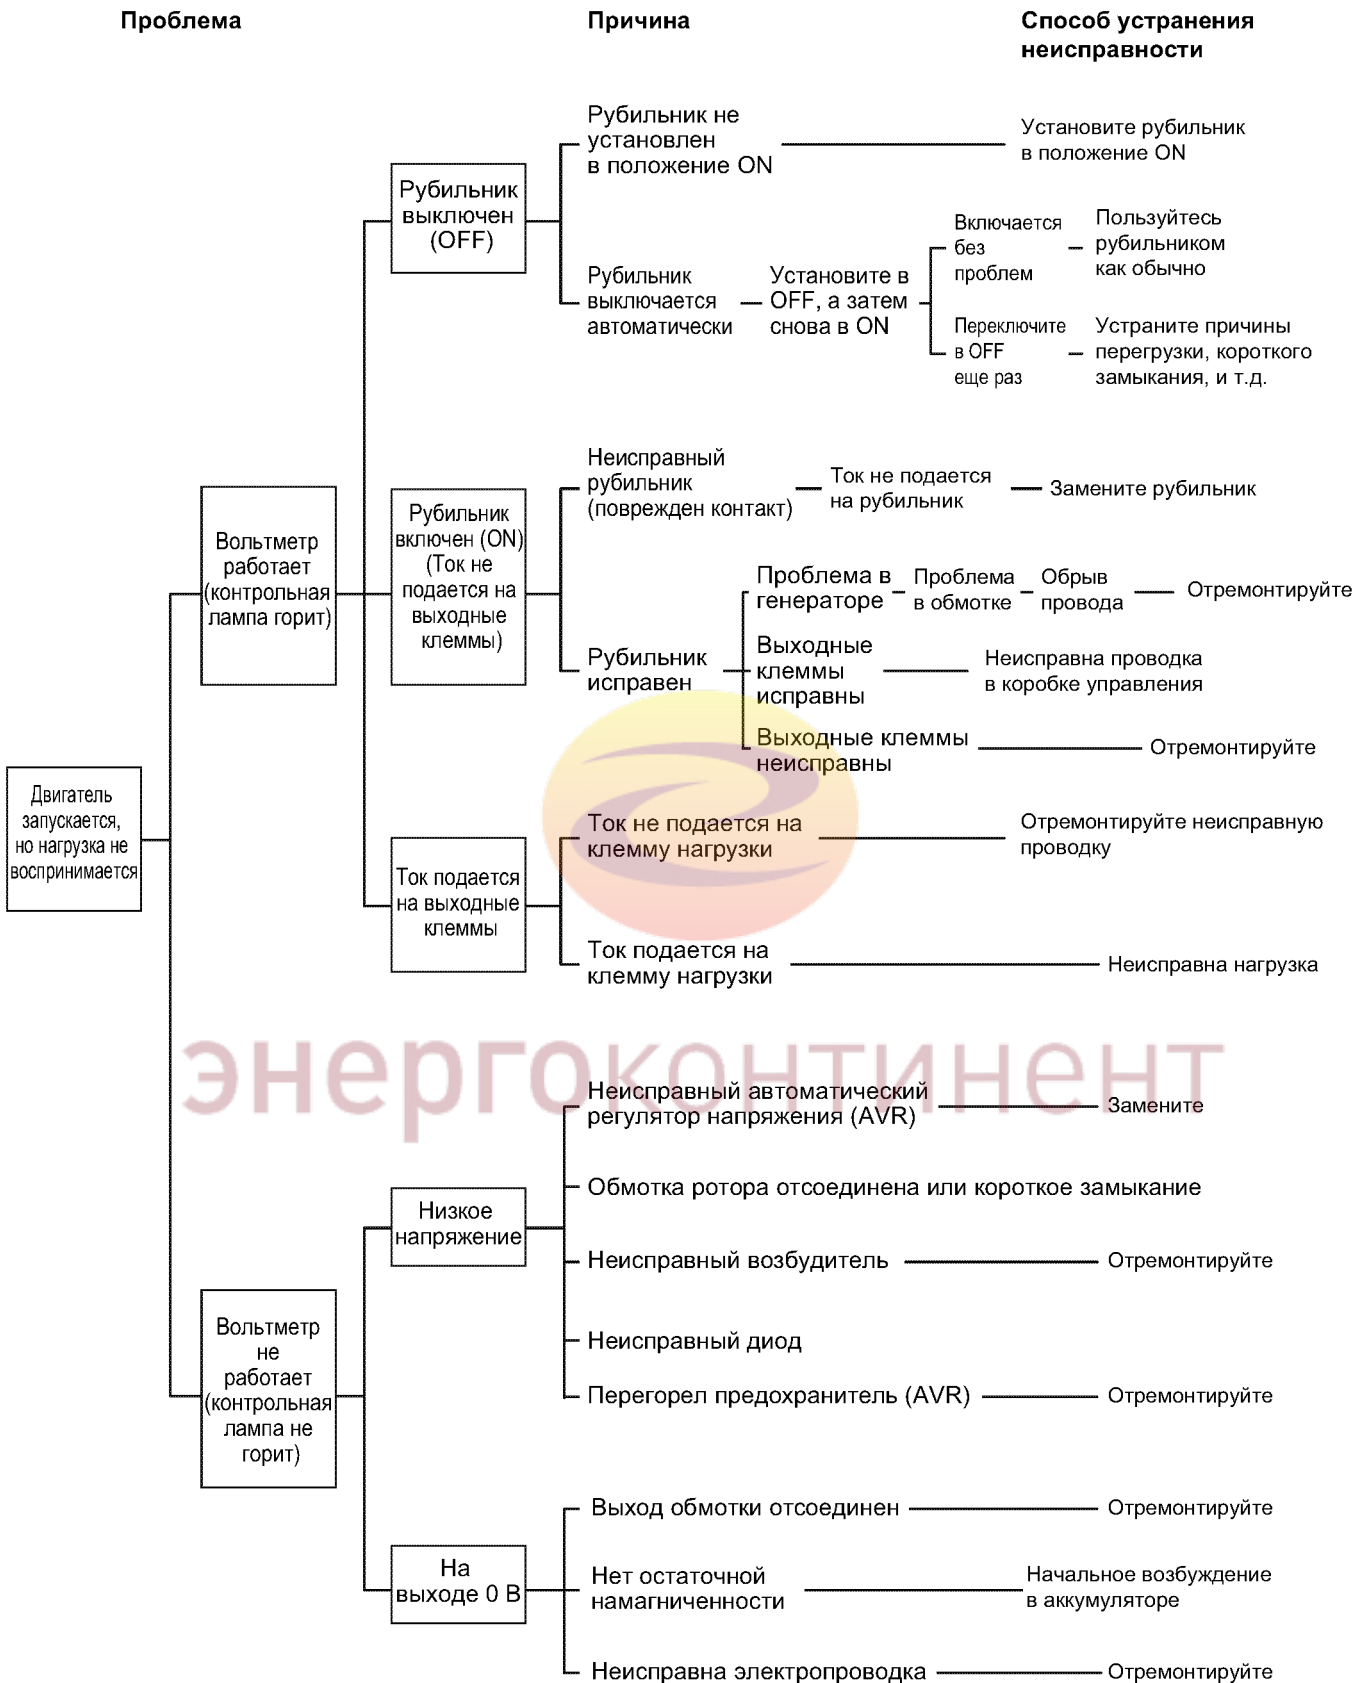 Проблема
Причина
Способ устранения
неисправности
Рубильник не
установлен
в положение ON
Установите рубильник
в положение ON
Рубильник
выключен
(OFF)
Включается
без
проблем
Пользуйтесь
рубильником
как обычно
Рубильник
выключается
автоматически
Установите в
OFF, а затем
снова в ON
Переключите
в OFF
еще раз
Устраните причины
перегрузки, короткого
замыкания, и т.д.
Неисправный
рубильник
(поврежден контакт)
Ток не подается
на рубильник
Замените рубильник
Вольтметр
работает
(контрольная
лампа горит)
Рубильник
включен (ON)
(Ток не
подается на
выходные
клеммы)
Проблема в
генераторе
Проблема
в обмотке
Обрыв
провода
Отремонтируйте
Рубильник
исправен
Выходные
клеммы
исправны
Неисправна проводка
в коробке управления
Выходные клеммы
неисправны
Отремонтируйте
Двигатель
запускается,
но нагрузка не
воспринимается
Ток подается
на выходные
клеммы
Ток не подается на
клемму нагрузки
Отремонтируйте неисправную
проводку
Ток подается на
клемму нагрузки
Неисправна нагрузка
энергоконтинент
Неисправный автоматический
регулятор напряжения (AVR)
Замените
Обмотка ротора отсоединена или короткое замыкание
Низкое
напряжение
Неисправный возбудитель
Отремонтируйте
Неисправный диод
Вольтметр
не
работает
(контрольная
лампа не
горит)
Перегорел предохранитель (AVR)
Отремонтируйте
Выход обмотки отсоединен
Отремонтируйте
На
выходе 0 В
Нет остаточной
намагниченности
Начальное возбуждение
в аккумуляторе
Неисправна электропроводка
Отремонтируйте